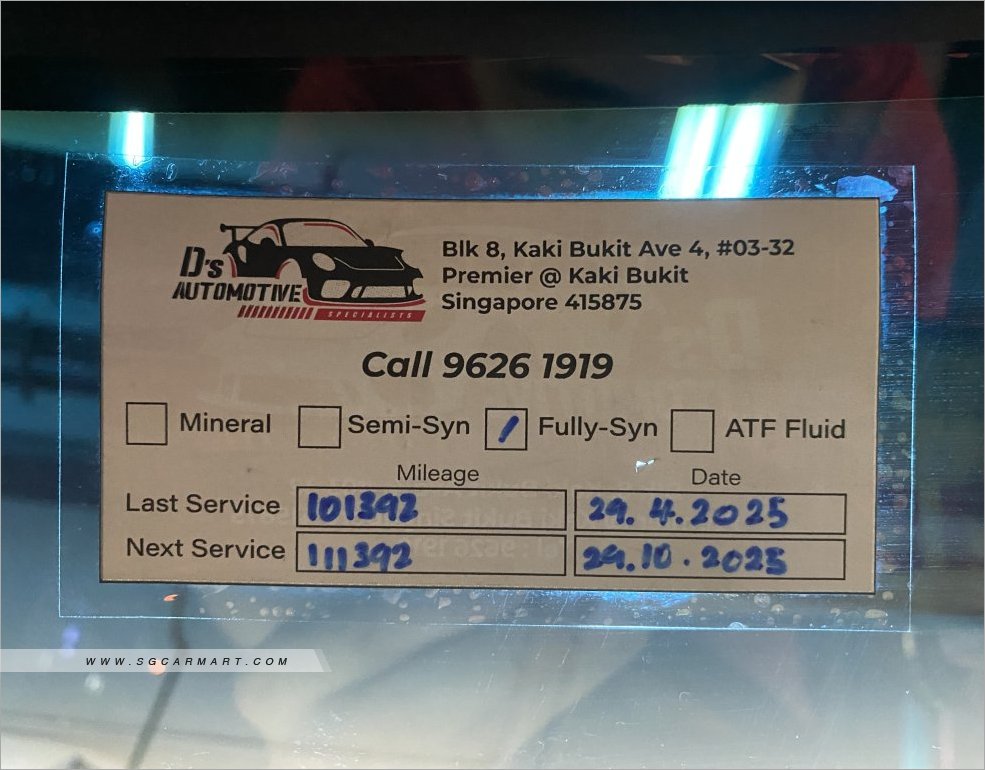 D's
AUTOMOTIVE
SPECIALISTS
Blk 8, Kaki Bukit Ave 4, #03-32
Premier @ Kaki Bukit
Singapore 415875
Call 9626 1919
Mineral Semi-Syn / Fully-Syn ATF Fluid
Mileage Date
Last Service 101392 29.4.2025
Next Service 111392 29.10.2025
WWW.SGCARMART.COM